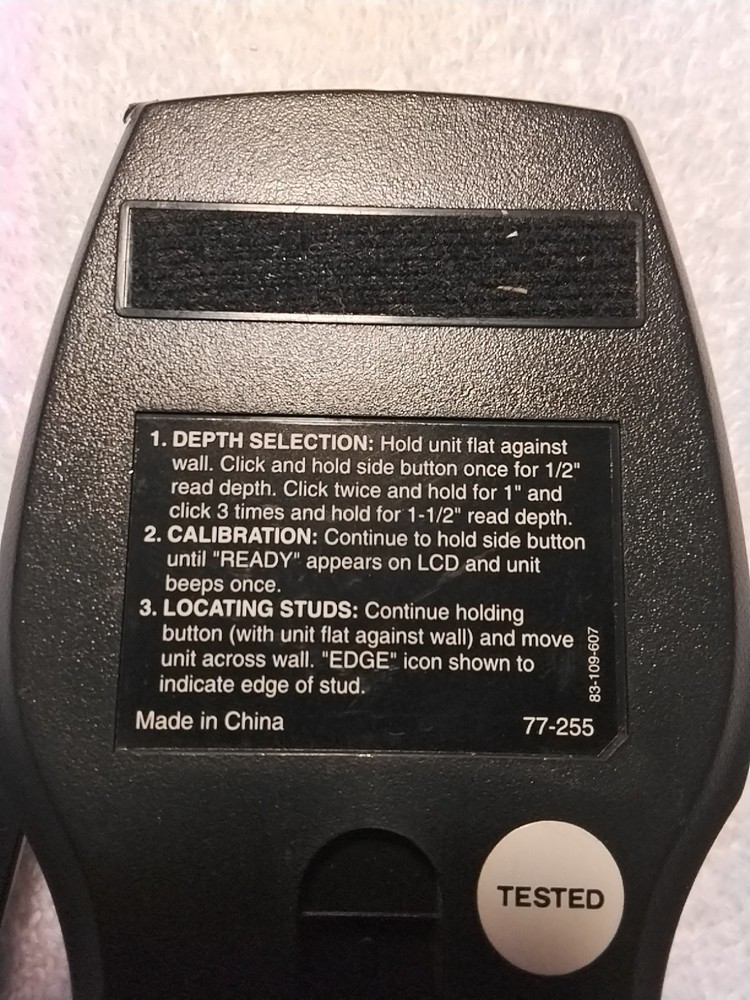 1. DEPTH SELECTION: Hold unit flat against
wall. Click and hold side button once for 1/2"
read depth. Click twice and hold for 1" and
click 3 times and hold for 1-1/2" read depth.
2. CALIBRATION: Continue to hold side button
until "READY" appears on LCD and unit
beeps once.
3. LOCATING STUDS: Continue holding
button (with unit flat against wall) and move
unit across wall. "EDGE" icon shown to
indicate edge of stud.
83-109-607
Made in China 77-255
TESTED